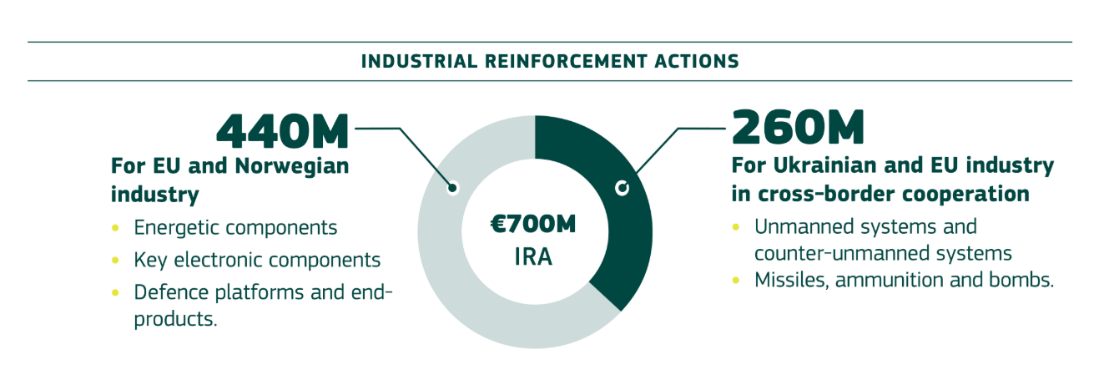 INDUSTRIAL REINFORCEMENT ACTIONS
440M
For EU and Norwegian
industry
• Energetic components
• Key electronic components
• Defence platforms and end-
products.
€700M
IRA
260M
For Ukrainian and EU industry
in cross-border cooperation
• Unmanned systems and
counter-unmanned systems
• Missiles, ammunition and bombs.